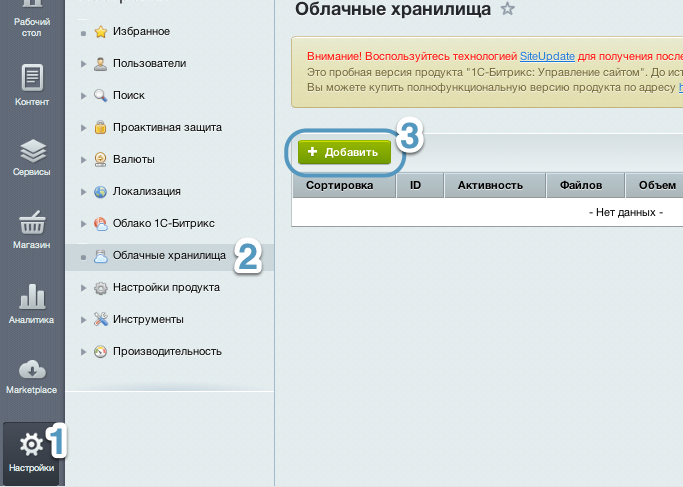 Рабочий
стол
Контент
Сервисы
Магазин
Аналитика
Marketplace
Настройки
1
Избранное
Пользователи
Поиск
Проактивная защита
Валюты
Локализация
Облако 1С-Битрикс
Облачные хранилища
2
Настройки продукта
Инструменты
Производительность
Облачные хранилища
Внимание! Воспользуйтесь технологией SiteUpdate для получения после
Это пробная версия продукта "1С-Битрикс: Управление сайтом". До ист
Вы можете купить полнофункциональную версию продукта по адресу h
+ Добавить
3
Сортировка ID Активность Файлов Объем
- Нет данных -